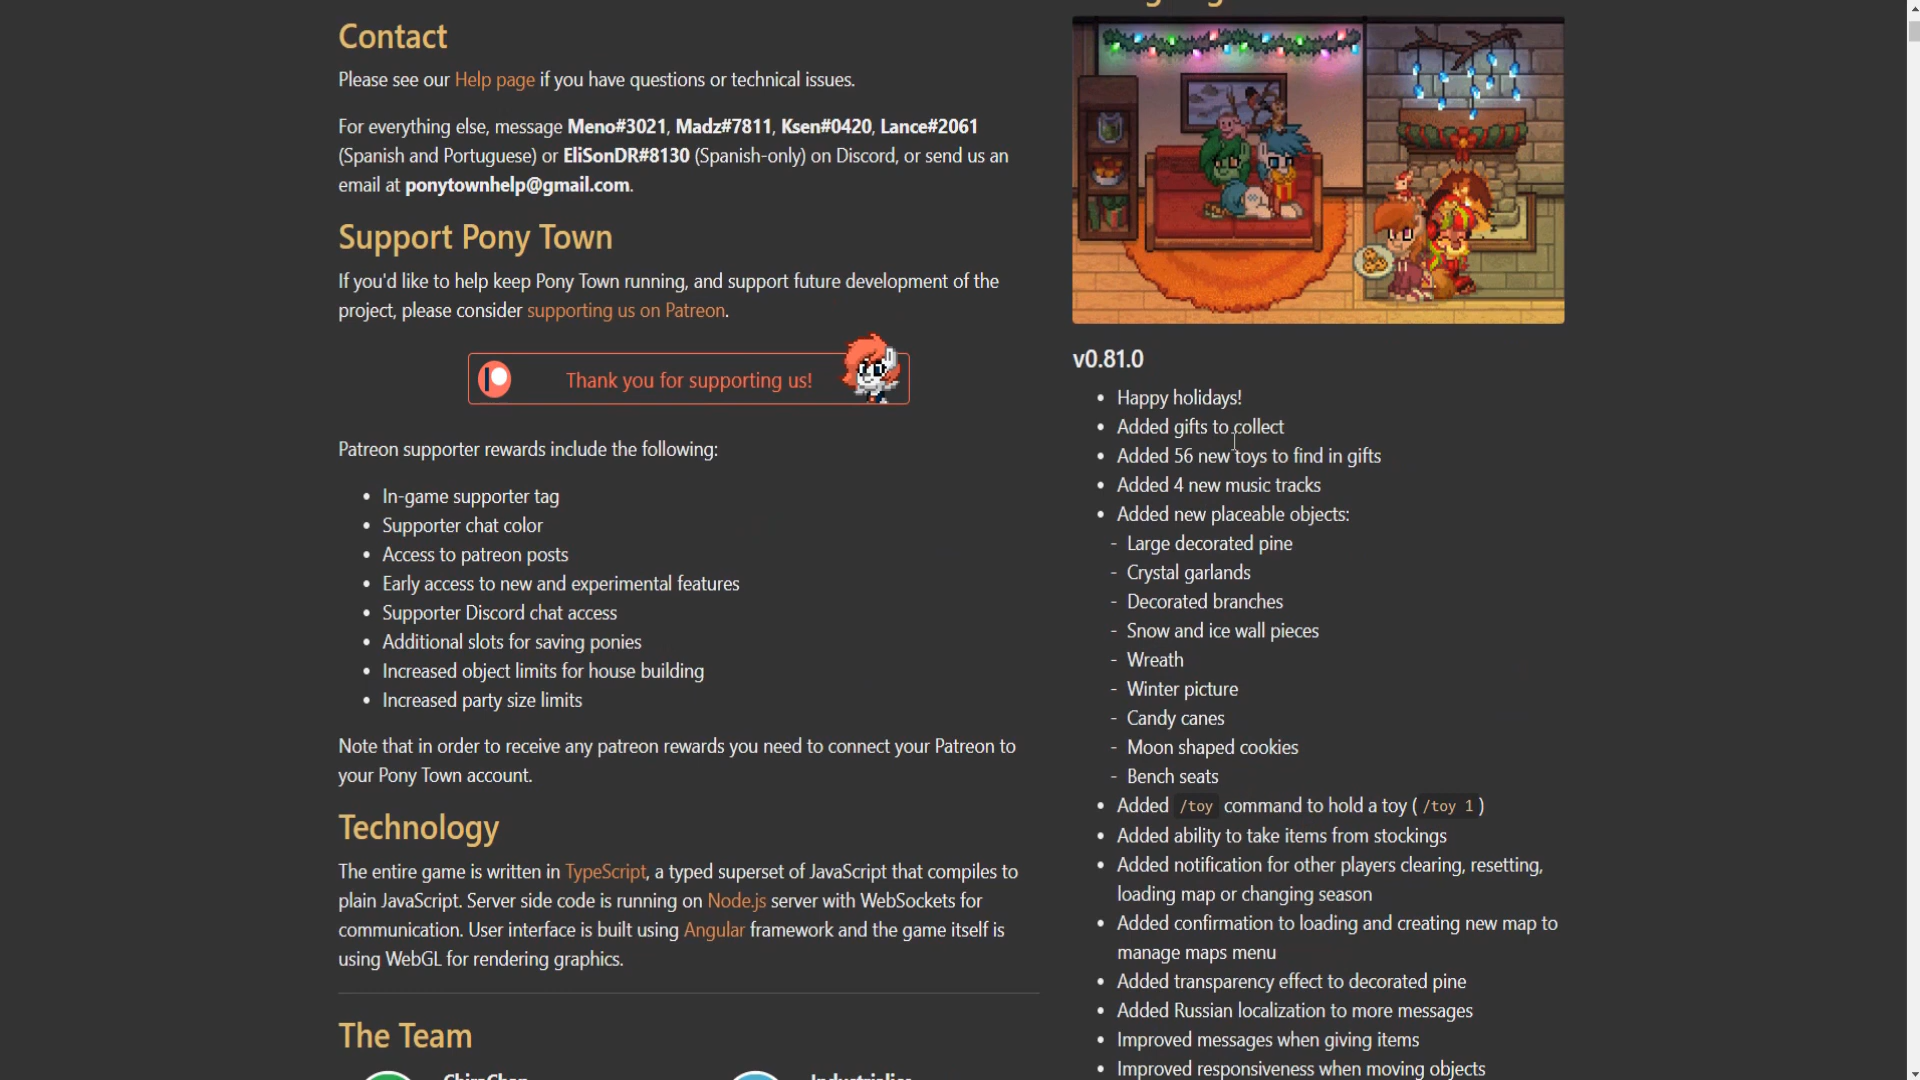 Contact
Please see our Help page if you have questions or technical issues.
For everything else, message Meno#3021, Madz#7811, Ksen#0420, Lance#2061
(Spanish and Portuguese) or EliSonDR#8130 (Spanish-only) on Discord, or send us an
email at ponytownhelp@gmail.com.
Support Pony Town
If you'd like to help keep Pony Town running, and support future development of the
project, please consider supporting us on Patreon.
Thank you for supporting us!
Patreon supporter rewards include the following:
• In-game supporter tag
• Supporter chat color
• Access to patreon posts
• Early access to new and experimental features
• Supporter Discord chat access
• Additional slots for saving ponies
• Increased object limits for house building
• Increased party size limits
Note that in order to receive any patreon rewards you need to connect your Patreon to
your Pony Town account.
Technology
The entire game is written in TypeScript, a typed superset of JavaScript that compiles to
plain JavaScript. Server side code is running on Node.js server with WebSockets for
communication. User interface is built using Angular framework and the game itself is
using WebGL for rendering graphics.
The Team
v0.81.0
• Happy holidays!
• Added gifts to collect
• Added 56 new toys to find in gifts
• Added 4 new music tracks
• Added new placeable objects:
- Large decorated pine
- Crystal garlands
- Decorated branches
- Snow and ice wall pieces
- Wreath
- Winter picture
- Candy canes
- Moon shaped cookies
- Bench seats
• Added /toy command to hold a toy ( /toy 1 )
• Added ability to take items from stockings
• Added notification for other players clearing, resetting,
loading map or changing season
• Added confirmation to loading and creating new map to
manage maps menu
• Added transparency effect to decorated pine
• Added Russian localization to more messages
• Improved messages when giving items
• Improved responsiveness when moving objects